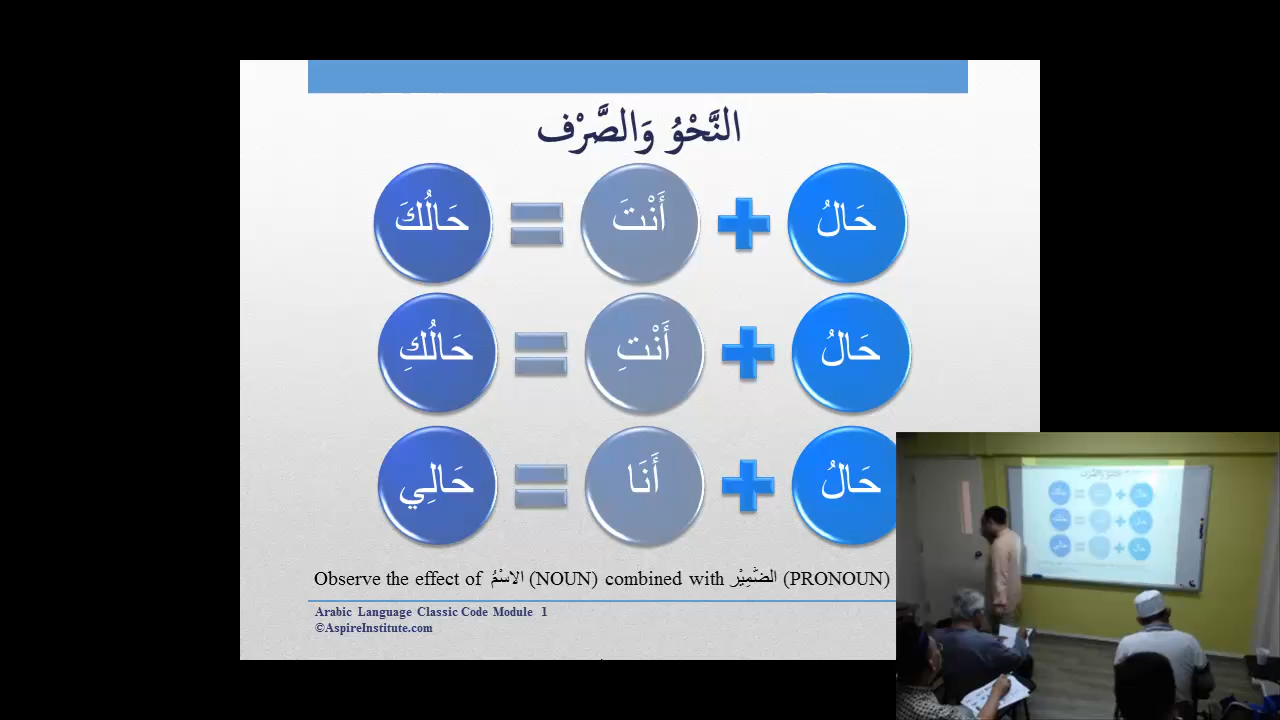 النَّحْوُ وَالصَّرْف
حَالُ + أَنْتَ = حَالُكَ
حَالُ + أَنْتِ = حَالُكِ
حَالُ + أَنَا = حَالِي
Observe the effect of الاسْمُ (NOUN) combined with الضَّمِيْر (PRONOUN)
Arabic Language Classic Code Module 1
©AspireInstitute.com